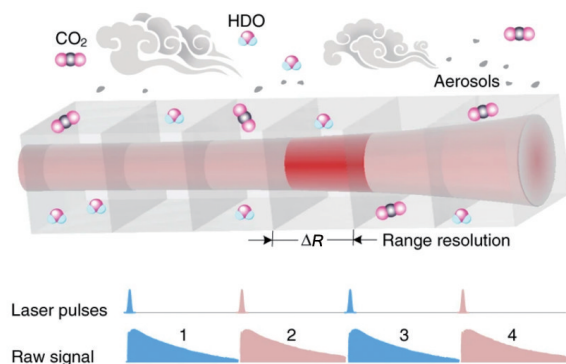 HDO
CO₂
Aerosols
ΔR
Range resolution
Laser pulses
1
2
3
4
Raw signal